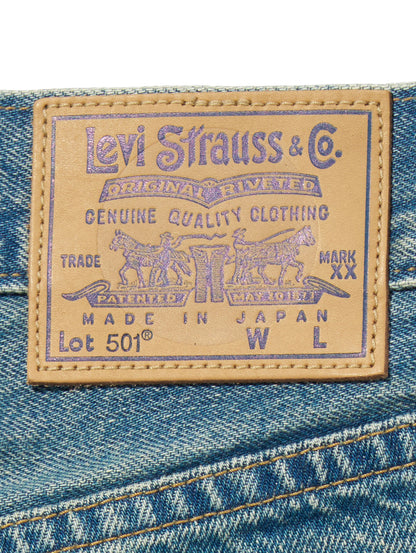 Levi Strauss & Co.
ORIGINAL RIVETED
GENUINE QUALITY CLOTHING
TRADE MARK
XX
PATENTED MAY 20 1873
MADE IN JAPAN
Lot 501® W L